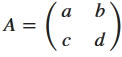 A = ( a b
c d )